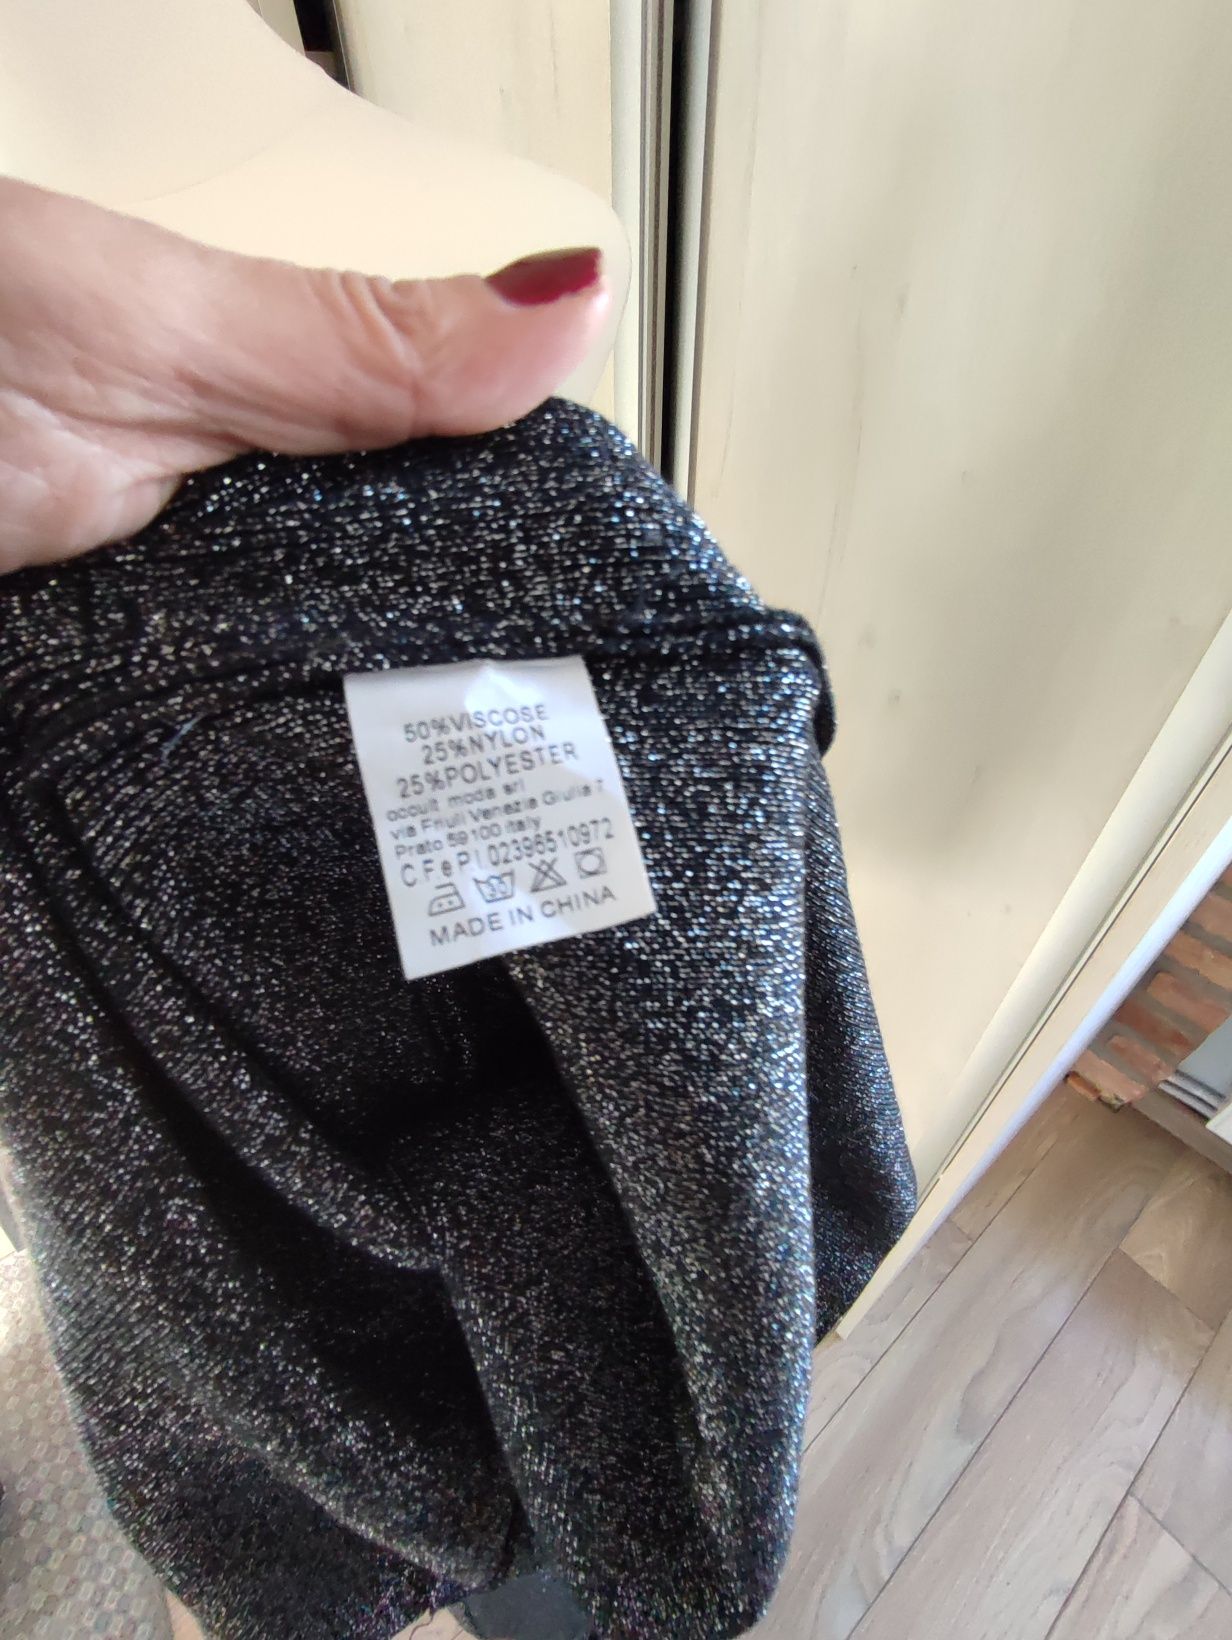 50%VISCOSE
25%NYLON
25%POLYESTER
occult moda srl
via Friuli Venezia Giulia 7
Prato 59100 italy
C.F.e P.I 02396510972
MADE IN CHINA